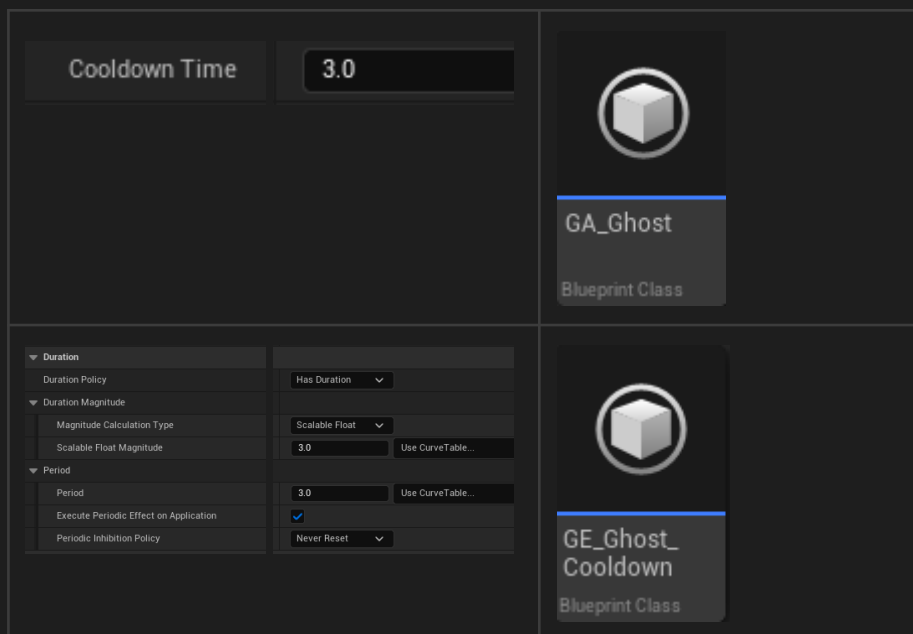 Cooldown Time 3.0
GA_Ghost
Blueprint Class
Duration
Duration Policy Has Duration
Duration Magnitude
Magnitude Calculation Type Scalable Float
Scalable Float Magnitude 3.0 Use CurveTable...
Period
Period 3.0 Use CurveTable...
Execute Periodic Effect on Application
Periodic Inhibition Policy Never Reset
GE_Ghost_
Cooldown
Blueprint Class